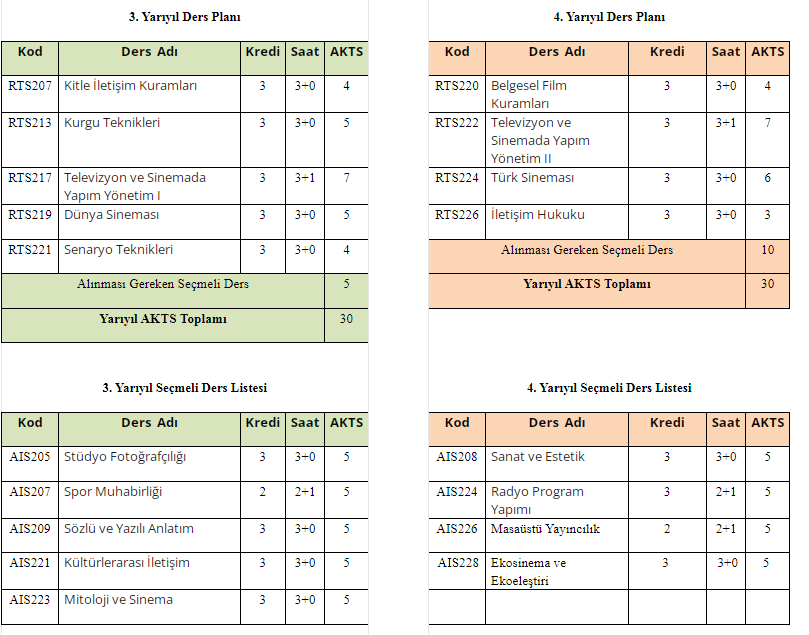 3. Yarıyıl Ders Planı
Kod Ders Adı Kredi Saat AKTS
RTS207 Kitle İletişim Kuramları 3 3+0 4
RTS213 Kurgu Teknikleri 3 3+0 5
RTS217 Televizyon ve Sinemada 3 3+1 7
Yapım Yönetim I
RTS219 Dünya Sineması 3 3+0 5
RTS221 Senaryo Teknikleri 3 3+0 4
Alınması Gereken Seçmeli Ders 5
Yarıyıl AKTS Toplamı 30
4. Yarıyıl Ders Planı
Kod Ders Adı Kredi Saat AKTS
RTS220 Belgesel Film 3 3+0 4
Kuramları
RTS222 Televizyon ve 3 3+1 7
Sinemada Yapım
Yönetim II
RTS224 Türk Sineması 3 3+0 6
RTS226 İletişim Hukuku 3 3+0 3
Alınması Gereken Seçmeli Ders 10
Yarıyıl AKTS Toplamı 30
3. Yarıyıl Seçmeli Ders Listesi
Kod Ders Adı Kredi Saat AKTS
AIS205 Stüdyo Fotoğrafçılığı 3 3+0 5
AIS207 Spor Muhabirliği 2 2+1 5
AIS209 Sözlü ve Yazılı Anlatım 3 3+0 5
AIS221 Kültürlerarası İletişim 3 3+0 5
AIS223 Mitoloji ve Sinema 3 3+0 5
4. Yarıyıl Seçmeli Ders Listesi
Kod Ders Adı Kredi Saat AKTS
AIS208 Sanat ve Estetik 3 3+0 5
AIS224 Radyo Program 3 2+1 5
Yapımı
AIS226 Masaüstü Yayıncılık 2 2+1 5
AIS228 Ekosinema ve 3 3+0 5
Ekoeleştiri